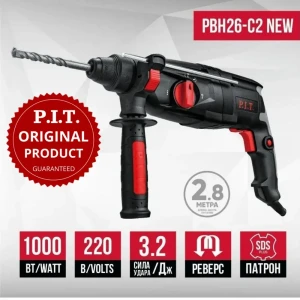 PBH26-C2 NEW
P.I.T.
ORIGINAL
PRODUCT
GUARANTEED
P.I.T.
2.8
МЕТРА
1000
ВТ/WATT
220
В/VOLTS
3.2
СИЛА
УДАРА /Дж
РЕВЕРС
SDS
ПАТРОН